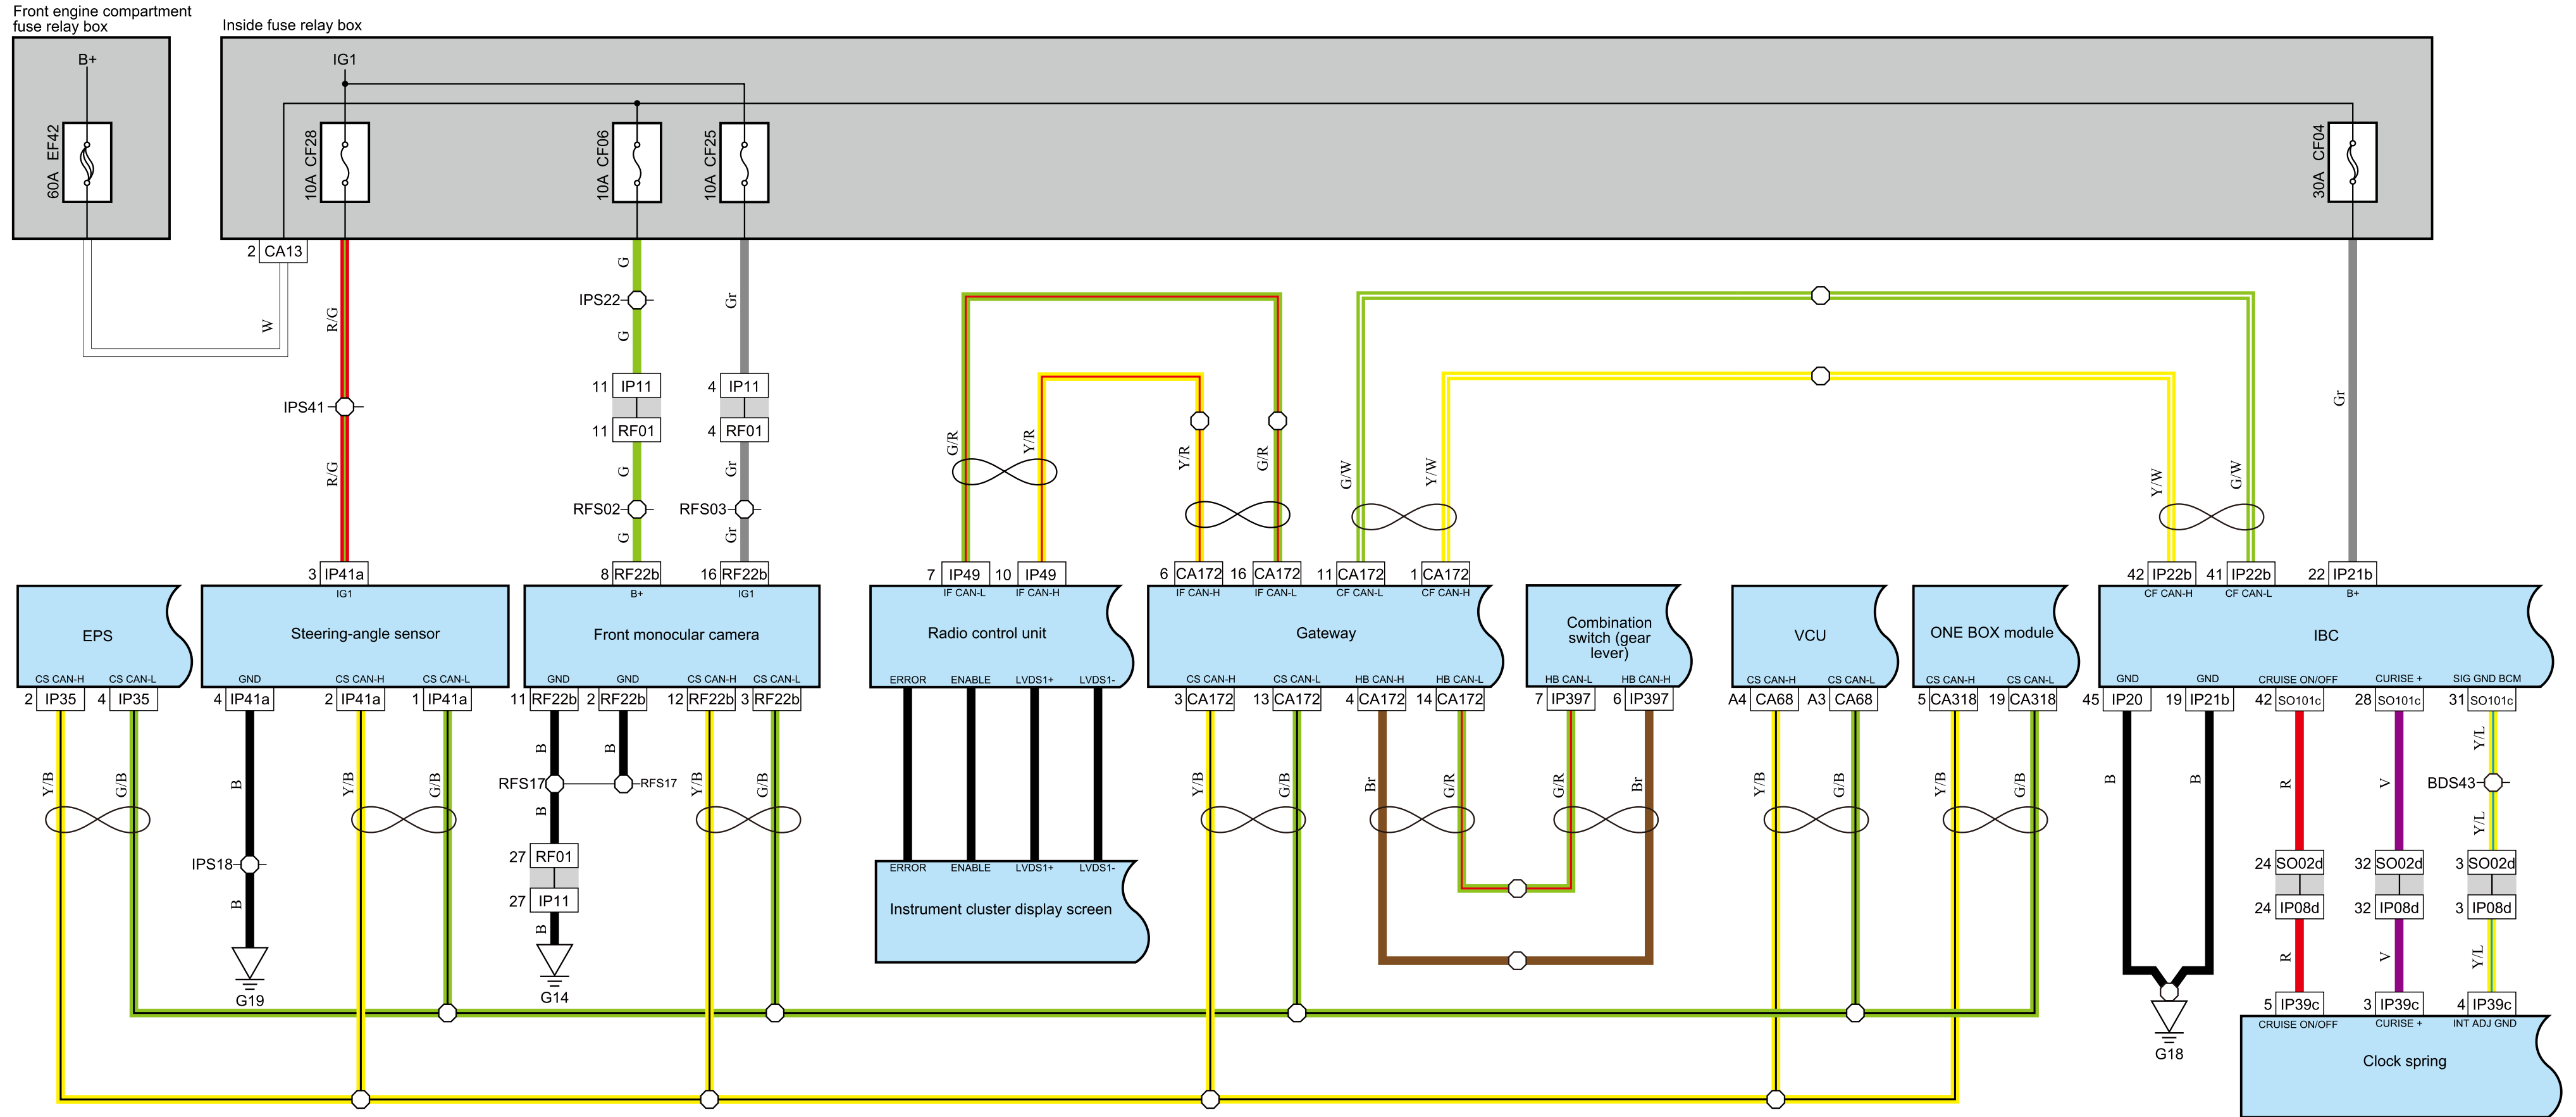 Front engine compartment
fuse relay box
Inside fuse relay box
B+
IG1
60A EF42
10A CF28
10A CF06
10A CF25
30A CF04
2 CA13
W
R/G
G
Gr
IPS22
G
11 IP11
4 IP11
IPS41
11 RF01
4 RF01
Gr
R/G
G
Gr
RFS02
RFS03
G
Gr
G/R
Y/R
Y/R
G/R
G/W
Y/W
Y/W
G/W
3 IP41a
8 RF22b
16 RF22b
7 IP49
10 IP49
6 CA172
16 CA172
11 CA172
1 CA172
42 IP22b
41 IP22b
22 IP21b
IG1
B+
IG1
IF CAN-L
IF CAN-H
IF CAN-H
IF CAN-L
CF CAN-L
CF CAN-H
CF CAN-H
CF CAN-L
B+
EPS
Steering-angle sensor
Front monocular camera
Radio control unit
Gateway
Combination
switch (gear
lever)
VCU
ONE BOX module
IBC
CS CAN-H
CS CAN-L
GND
CS CAN-H
CS CAN-L
GND
GND
CS CAN-H
CS CAN-L
ERROR
ENABLE
LVDS1+
LVDS1-
CS CAN-H
CS CAN-L
HB CAN-H
HB CAN-L
HB CAN-L
HB CAN-H
CS CAN-H
CS CAN-L
CS CAN-H
CS CAN-L
GND
GND
CRUISE ON/OFF
CURISE +
SIG GND BCM
2 IP35
4 IP35
4 IP41a
2 IP41a
1 IP41a
11 RF22b
2 RF22b
12 RF22b
3 RF22b
3 CA172
13 CA172
4 CA172
14 CA172
7 IP397
6 IP397
A4 CA68
A3 CA68
5 CA318
19 CA318
45 IP20
19 IP21b
42 SO101c
28 SO101c
31 SO101c
Y/B
G/B
B
Y/B
G/B
B
B
Y/B
G/B
Y/B
G/B
Br
G/R
G/R
Br
Y/B
G/B
Y/B
G/B
B
B
R
V
Y/L
RFS17
RFS17
BDS43
B
Y/L
27 RF01
IPS18
24 SO02d
32 SO02d
3 SO02d
ERROR
ENABLE
LVDS1+
LVDS1-
B
27 IP11
24 IP08d
32 IP08d
3 IP08d
Instrument cluster display screen
B
R
V
Y/L
G19
G14
5 IP39c
3 IP39c
4 IP39c
CRUISE ON/OFF
CURISE +
INT ADJ GND
G18
Clock spring